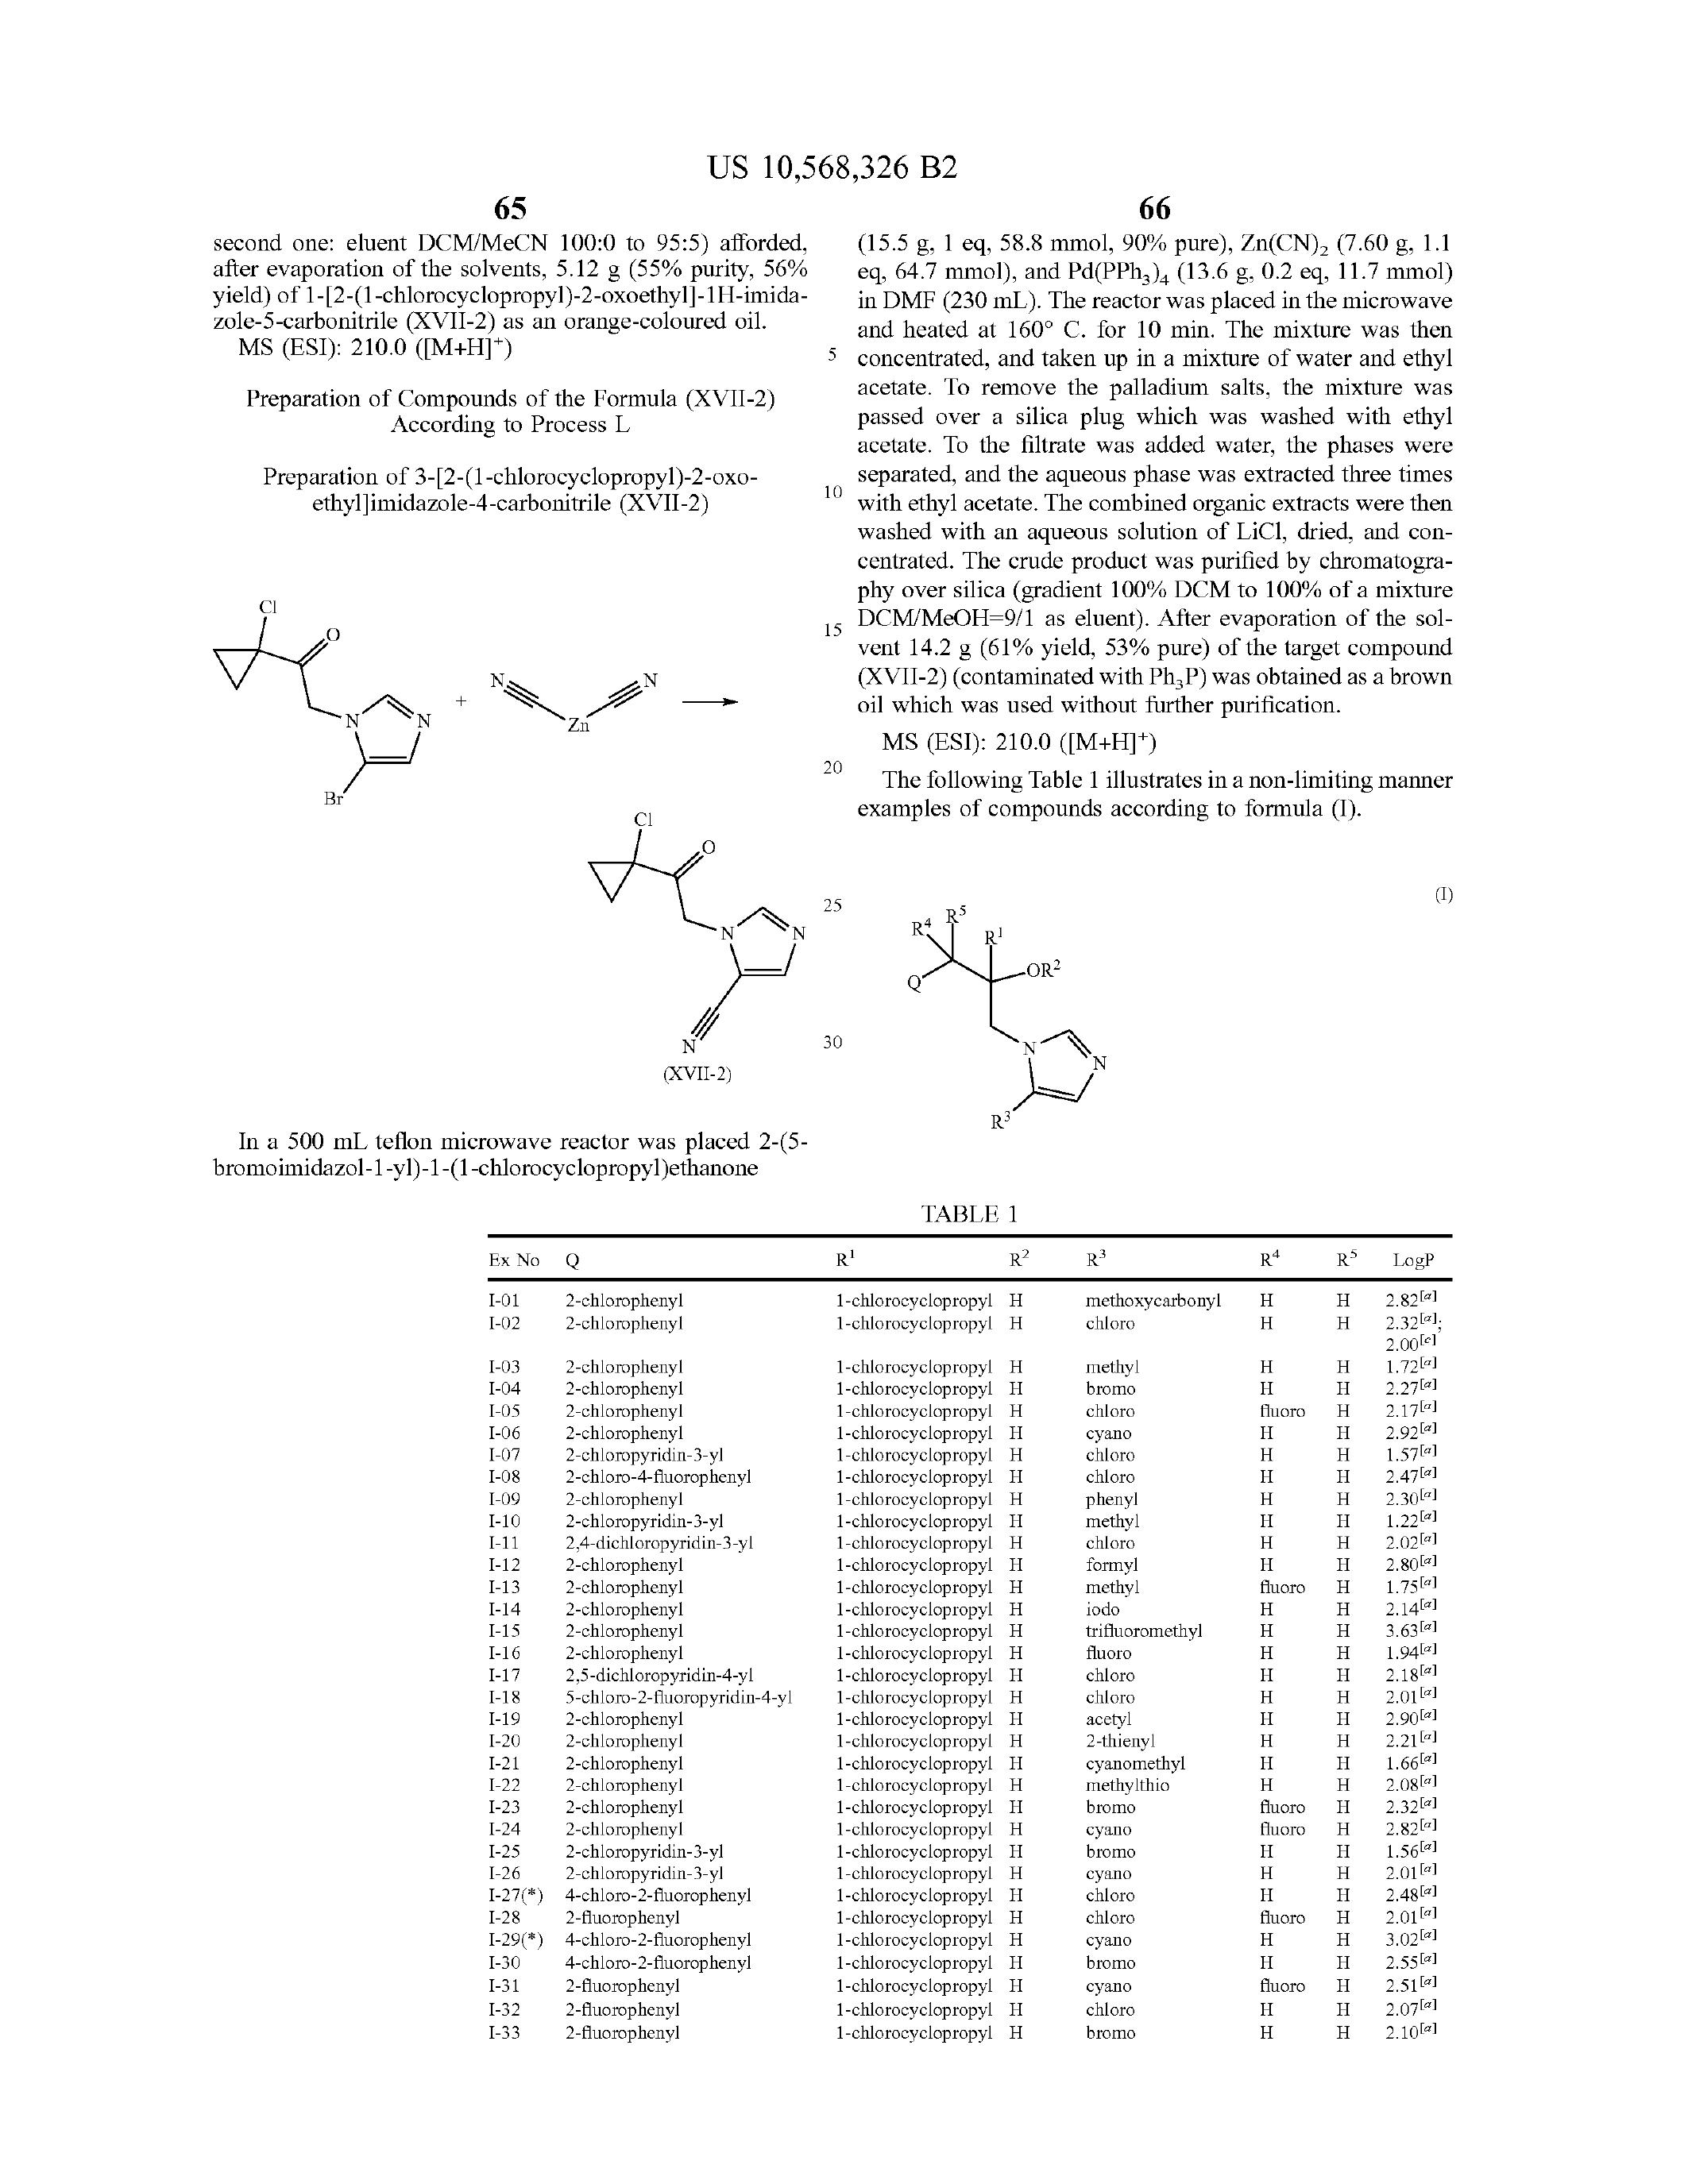 US 10,568,326 B2
65
second one: eluent DCM/MeCN 100:0 to 95:5) afforded,
after evaporation of the solvents, 5.12 g (55% purity, 56%
yield) of 1-[2-(1-chlorocyclopropyl)-2-oxoethyl]-1H-imida-
zole-5-carbonitrile (XVII-2) as an orange-coloured oil.
MS (ESI): 210.0 ([M+H]⁺)
Preparation of Compounds of the Formula (XVII-2)
According to Process L
Preparation of 3-[2-(1-chlorocyclopropyl)-2-oxo-
ethyl]imidazole-4-carbonitrile (XVII-2)
Cl
O
N
N
Br
+
N
N
Zn
Cl
O
N
N
N
(XVII-2)
In a 500 mL teflon microwave reactor was placed 2-(5-
bromoimidazol-1-yl)-1-(1-chlorocyclopropyl)ethanone
5
10
15
20
25
30
66
(15.5 g, 1 eq, 58.8 mmol, 90% pure), Zn(CN)₂ (7.60 g, 1.1
eq, 64.7 mmol), and Pd(PPh₃)₄ (13.6 g, 0.2 eq, 11.7 mmol)
in DMF (230 mL). The reactor was placed in the microwave
and heated at 160° C. for 10 min. The mixture was then
concentrated, and taken up in a mixture of water and ethyl
acetate. To remove the palladium salts, the mixture was
passed over a silica plug which was washed with ethyl
acetate. To the filtrate was added water, the phases were
separated, and the aqueous phase was extracted three times
with ethyl acetate. The combined organic extracts were then
washed with an aqueous solution of LiCl, dried, and con-
centrated. The crude product was purified by chromatogra-
phy over silica (gradient 100% DCM to 100% of a mixture
DCM/MeOH=9/1 as eluent). After evaporation of the sol-
vent 14.2 g (61% yield, 53% pure) of the target compound
(XVII-2) (contaminated with Ph₃P) was obtained as a brown
oil which was used without further purification.
MS (ESI): 210.0 ([M+H]⁺)
The following Table 1 illustrates in a non-limiting manner
examples of compounds according to formula (I).
(I)
R⁴ R⁵
R¹
OR²
Q
N
N
R³
TABLE 1
Ex No Q R¹ R² R³ R⁴ R⁵ LogP
I-01 2-chlorophenyl 1-chlorocyclopropyl H methoxycarbonyl H H 2.82[a]
I-02 2-chlorophenyl 1-chlorocyclopropyl H chloro H H 2.32[a];
2.00[c]
I-03 2-chlorophenyl 1-chlorocyclopropyl H methyl H H 1.72[a]
I-04 2-chlorophenyl 1-chlorocyclopropyl H bromo H H 2.27[a]
I-05 2-chlorophenyl 1-chlorocyclopropyl H chloro fluoro H 2.17[a]
I-06 2-chlorophenyl 1-chlorocyclopropyl H cyano H H 2.92[a]
I-07 2-chloropyridin-3-yl 1-chlorocyclopropyl H chloro H H 1.57[a]
I-08 2-chloro-4-fluorophenyl 1-chlorocyclopropyl H chloro H H 2.47[a]
I-09 2-chlorophenyl 1-chlorocyclopropyl H phenyl H H 2.30[a]
I-10 2-chloropyridin-3-yl 1-chlorocyclopropyl H methyl H H 1.22[a]
I-11 2,4-dichloropyridin-3-yl 1-chlorocyclopropyl H chloro H H 2.02[a]
I-12 2-chlorophenyl 1-chlorocyclopropyl H formyl H H 2.80[a]
I-13 2-chlorophenyl 1-chlorocyclopropyl H methyl fluoro H 1.75[a]
I-14 2-chlorophenyl 1-chlorocyclopropyl H iodo H H 2.14[a]
I-15 2-chlorophenyl 1-chlorocyclopropyl H trifluoromethyl H H 3.63[a]
I-16 2-chlorophenyl 1-chlorocyclopropyl H fluoro H H 1.94[a]
I-17 2,5-dichloropyridin-4-yl 1-chlorocyclopropyl H chloro H H 2.18[a]
I-18 5-chloro-2-fluoropyridin-4-yl 1-chlorocyclopropyl H chloro H H 2.01[a]
I-19 2-chlorophenyl 1-chlorocyclopropyl H acetyl H H 2.90[a]
I-20 2-chlorophenyl 1-chlorocyclopropyl H 2-thienyl H H 2.21[a]
I-21 2-chlorophenyl 1-chlorocyclopropyl H cyanomethyl H H 1.66[a]
I-22 2-chlorophenyl 1-chlorocyclopropyl H methylthio H H 2.08[a]
I-23 2-chlorophenyl 1-chlorocyclopropyl H bromo fluoro H 2.32[a]
I-24 2-chlorophenyl 1-chlorocyclopropyl H cyano fluoro H 2.82[a]
I-25 2-chloropyridin-3-yl 1-chlorocyclopropyl H bromo H H 1.56[a]
I-26 2-chloropyridin-3-yl 1-chlorocyclopropyl H cyano H H 2.01[a]
I-27(*) 4-chloro-2-fluorophenyl 1-chlorocyclopropyl H chloro H H 2.48[a]
I-28 2-fluorophenyl 1-chlorocyclopropyl H chloro fluoro H 2.01[a]
I-29(*) 4-chloro-2-fluorophenyl 1-chlorocyclopropyl H cyano H H 3.02[a]
I-30 4-chloro-2-fluorophenyl 1-chlorocyclopropyl H bromo H H 2.55[a]
I-31 2-fluorophenyl 1-chlorocyclopropyl H cyano fluoro H 2.51[a]
I-32 2-fluorophenyl 1-chlorocyclopropyl H chloro H H 2.07[a]
I-33 2-fluorophenyl 1-chlorocyclopropyl H bromo H H 2.10[a]